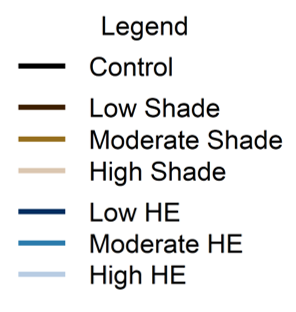 Legend
Control
Low Shade
Moderate Shade
High Shade
Low HE
Moderate HE
High HE